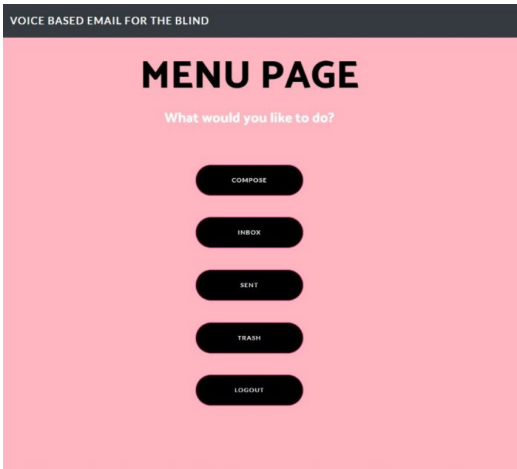 VOICE BASED EMAIL FOR THE BLIND
MENU PAGE
What would you like to do?
COMPOSE
INBOX
SENT
TRASH
LOGOUT